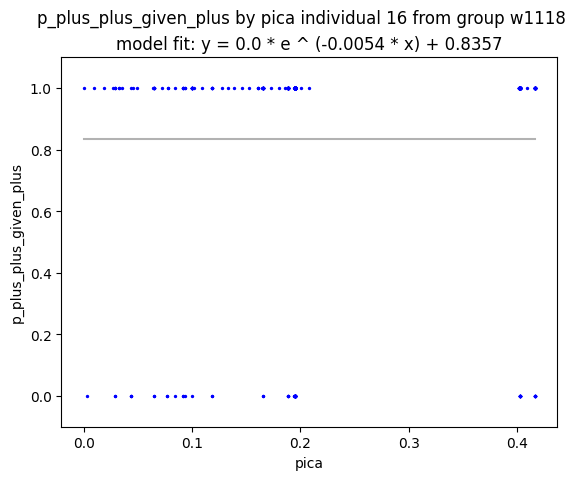 p_plus_plus_given_plus by pica individual 16 from group w1118
model fit: y = 0.0 * e ^ (-0.0054 * x) + 0.8357
1.0
0.8
0.6
0.4
0.2
0.0
p_plus_plus_given_plus
0.0 0.1 0.2 0.3 0.4
pica